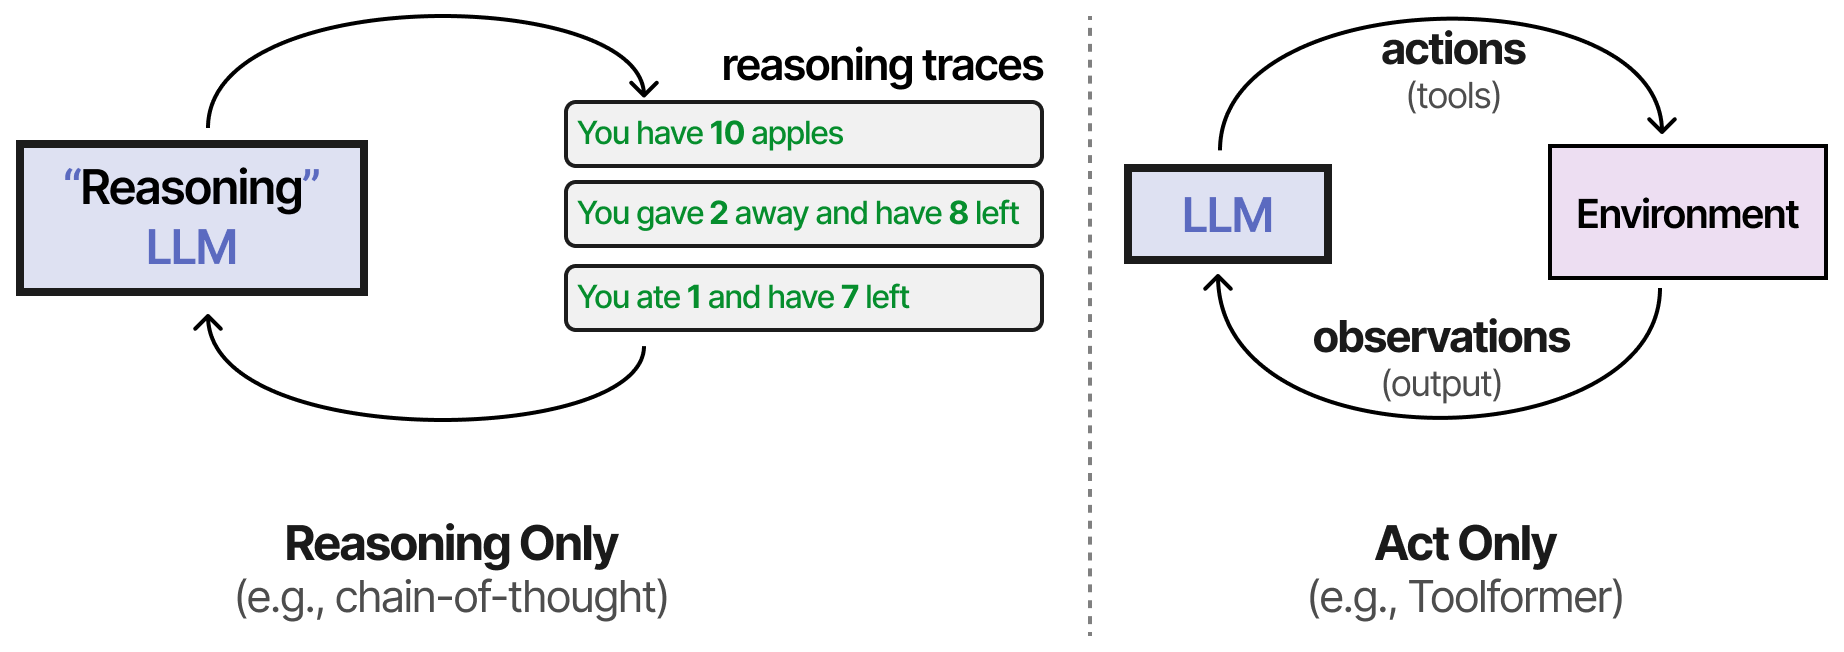 reasoning traces
You have 10 apples
You gave 2 away and have 8 left
You ate 1 and have 7 left
“Reasoning”
LLM
Reasoning Only
(e.g., chain-of-thought)
actions
(tools)
LLM
Environment
observations
(output)
Act Only
(e.g., Toolformer)